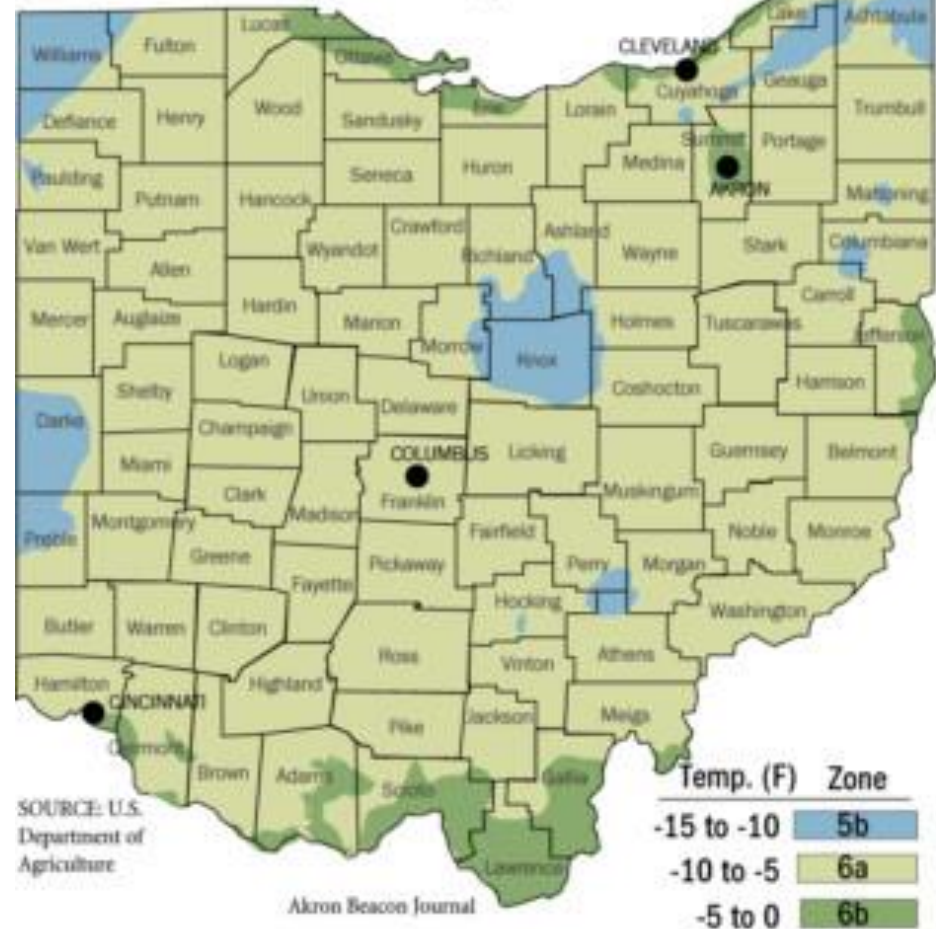 Lucas
Lake
Ashtabula
Williams
Fulton
Ottawa
CLEVELAND
Cuyahoga
Geauga
Defiance
Henry
Wood
Sandusky
Erie
Lorain
Trumbull
Summit
Portage
Paulding
Putnam
Hancock
Seneca
Huron
Medina
AKRON
Mahoning
Van Wert
Allen
Wyandot
Crawford
Richland
Ashland
Wayne
Stark
Columbiana
Mercer
Auglaize
Hardin
Marion
Morrow
Knox
Holmes
Tuscarawas
Carroll
Jefferson
Logan
Shelby
Union
Delaware
Coshocton
Harrison
Darke
Champaign
COLUMBUS
Licking
Guernsey
Belmont
Miami
Clark
Madison
Franklin
Muskingum
Preble
Montgomery
Greene
Fairfield
Noble
Monroe
Fayette
Pickaway
Perry
Morgan
Hocking
Washington
Butler
Warren
Clinton
Ross
Vinton
Athens
Hamilton
CINCINNATI
Highland
Pike
Jackson
Meigs
Clermont
Brown
Adams
Scioto
Gallia
Lawrence
Temp. (F) Zone
-15 to -10 5b
-10 to -5 6a
-5 to 0 6b
SOURCE: U.S.
Department of
Agriculture
Akron Beacon Journal